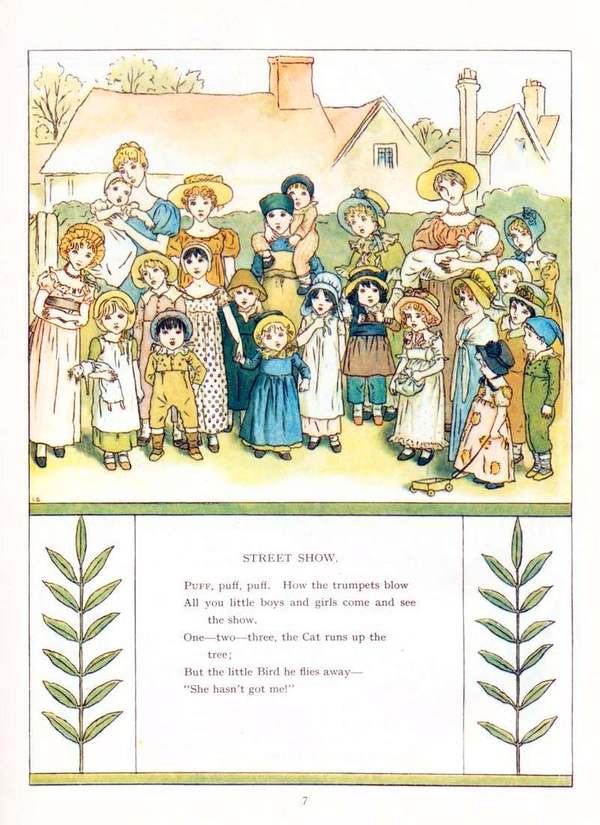 STREET SHOW.
PUFF, puff, puff. How the trumpets blow
All you little boys and girls come and see
the show.
One—two—three, the Cat runs up the
tree;
But the little Bird he flies away—
"She hasn't got me!"
7